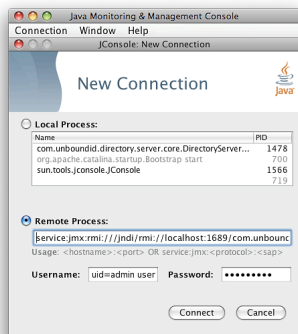 Java Monitoring & Management Console
Connection Window Help
JConsole: New Connection
New Connection
Java
Local Process:
Name PID
com.unboundid.directory.server.core.DirectoryServer... 1478
org.apache.catalina.startup.Bootstrap start 700
sun.tools.jconsole.JConsole 1566
719
Remote Process:
service:jmx:rmi:///jndi/rmi://localhost:1689/com.unbound
Usage: <hostname>:<port> OR service:jmx:<protocol>:<sap>
Username: uid=admin user Password: •••••••••
Connect Cancel